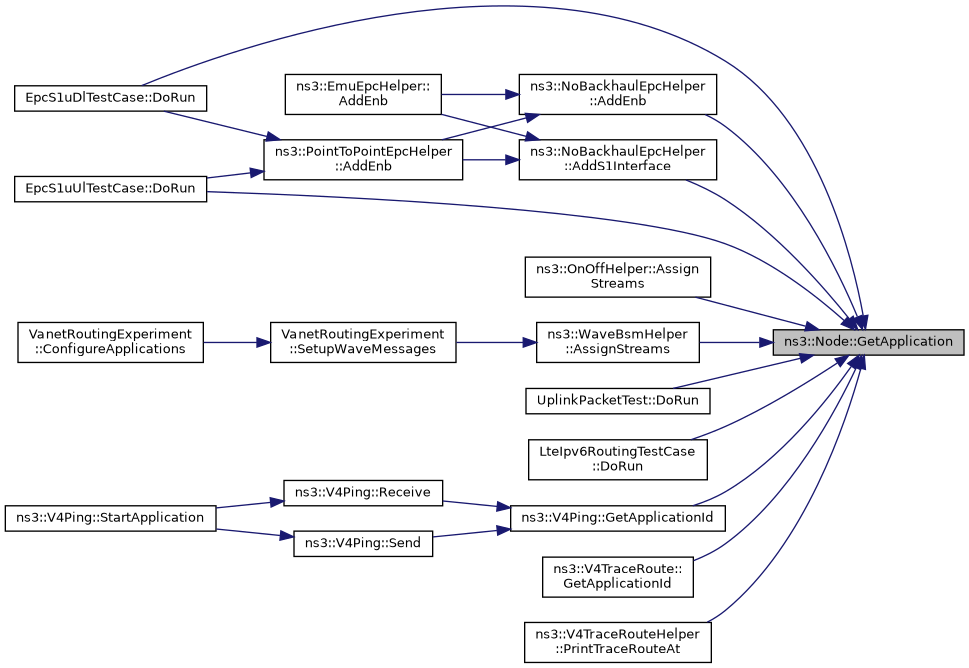 EpcS1uDlTestCase::DoRun
ns3::EmuEpcHelper::
AddEnb
ns3::NoBackhaulEpcHelper
::AddEnb
ns3::PointToPointEpcHelper
::AddEnb
ns3::NoBackhaulEpcHelper
::AddS1Interface
EpcS1uUlTestCase::DoRun
ns3::OnOffHelper::Assign
Streams
VanetRoutingExperiment
::ConfigureApplications
VanetRoutingExperiment
::SetupWaveMessages
ns3::WaveBsmHelper
::AssignStreams
ns3::Node::GetApplication
UplinkPacketTest::DoRun
LteIpv6RoutingTestCase
::DoRun
ns3::V4Ping::Receive
ns3::V4Ping::StartApplication
ns3::V4Ping::GetApplicationId
ns3::V4Ping::Send
ns3::V4TraceRoute::
GetApplicationId
ns3::V4TraceRouteHelper
::PrintTraceRouteAt